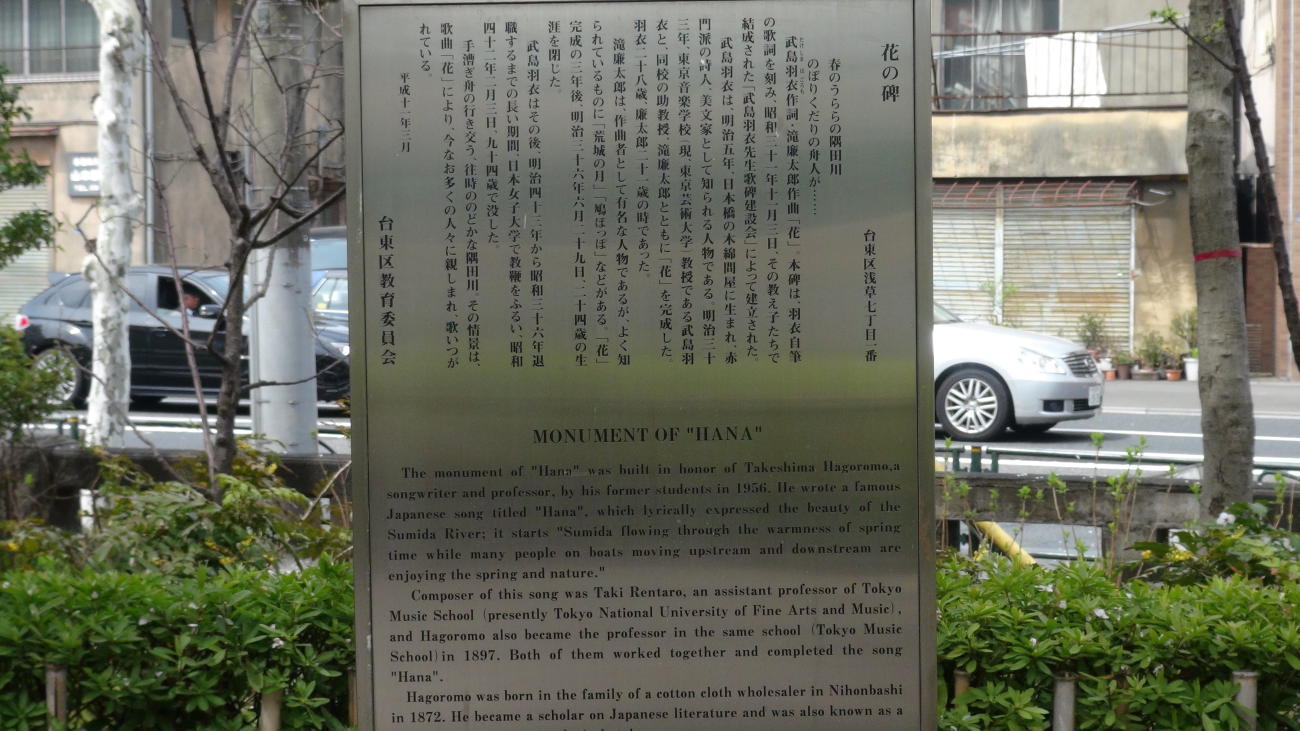 花の碑
台東区浅草七丁目一番
春のうららの隅田川
のぼりくだりの舟人が……
武島羽衣作詞・滝廉太郎作曲「花」。本碑は、羽衣自筆
たけしま はごろも
の歌詞を刻み、昭和三十一年十一月三日、その教え子たちで
結成された「武島羽衣先生歌碑建設会」によって建立された。
武島羽衣は、明治五年、日本橋の木綿問屋に生まれ、赤
門派の詩人、美文家として知られる人物である。明治三十
三年、東京音楽学校(現、東京芸術大学)教授である武島羽
衣と、同校の助教授、滝廉太郎とともに「花」を完成した。
羽衣二十八歳、廉太郎二十一歳の時であった。
滝廉太郎は、作曲者として有名な人物であるが、よく知
られているものに「荒城の月」「鳩ぽっぽ」などがある。「花」
完成の三年後、明治三十六年六月二十九日、二十四歳の生
涯を閉じた。
武島羽衣はその後、明治四十三年から昭和三十六年退
職するまでの長い期間、日本女子大学で教鞭をふるい、昭和
四十二年二月三日、九十四歳で没した。
手漕ぎ舟の行き交う、往時ののどかな隅田川。その情景は、
歌曲「花」により、今なお多くの人々に親しまれ、歌いつが
れている。
平成十一年三月
台東区教育委員会
MONUMENT OF "HANA"
The monument of "Hana" was built in honor of Takeshima Hagoromo,a
songwriter and professor, by his former students in 1956. He wrote a famous
Japanese song titled "Hana", which lyrically expressed the beauty of the
Sumida River; it starts "Sumida flowing through the warmness of spring
time while many people on boats moving upstream and downstream are
enjoying the spring and nature."
Composer of this song was Taki Rentaro, an assistant professor of Tokyo
Music School (presently Tokyo National University of Fine Arts and Music),
and Hagoromo also became the professor in the same school (Tokyo Music
School)in 1897. Both of them worked together and completed the song
"Hana".
Hagoromo was born in the family of a cotton cloth wholesaler in Nihonbashi
in 1872. He became a scholar on Japanese literature and was also known as a